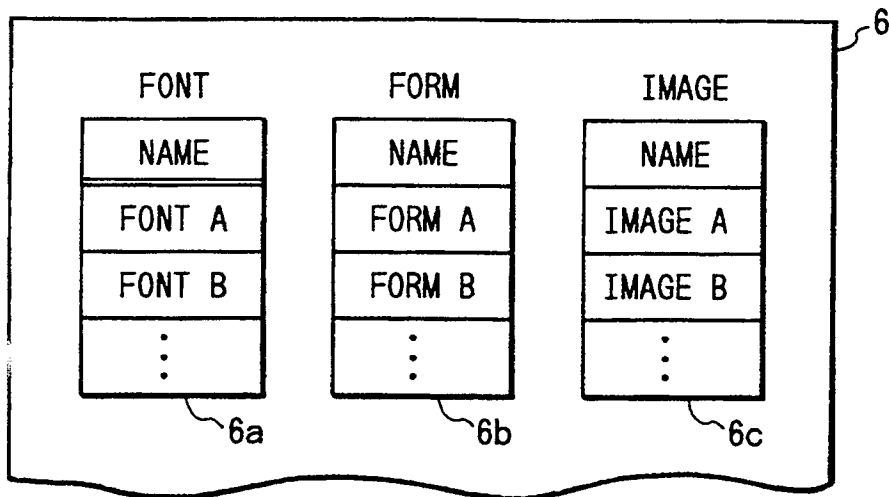 6
FONT FORM IMAGE
NAME NAME NAME
FONT A FORM A IMAGE A
FONT B FORM B IMAGE B
6a 6b 6c